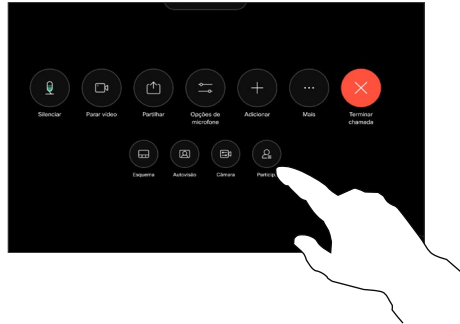 Silenciar
Parar vídeo
Partilhar
Opções de
microfone
Adicionar
Mais
Terminar
chamada
Esquema
Autovisão
Câmara
Particip.